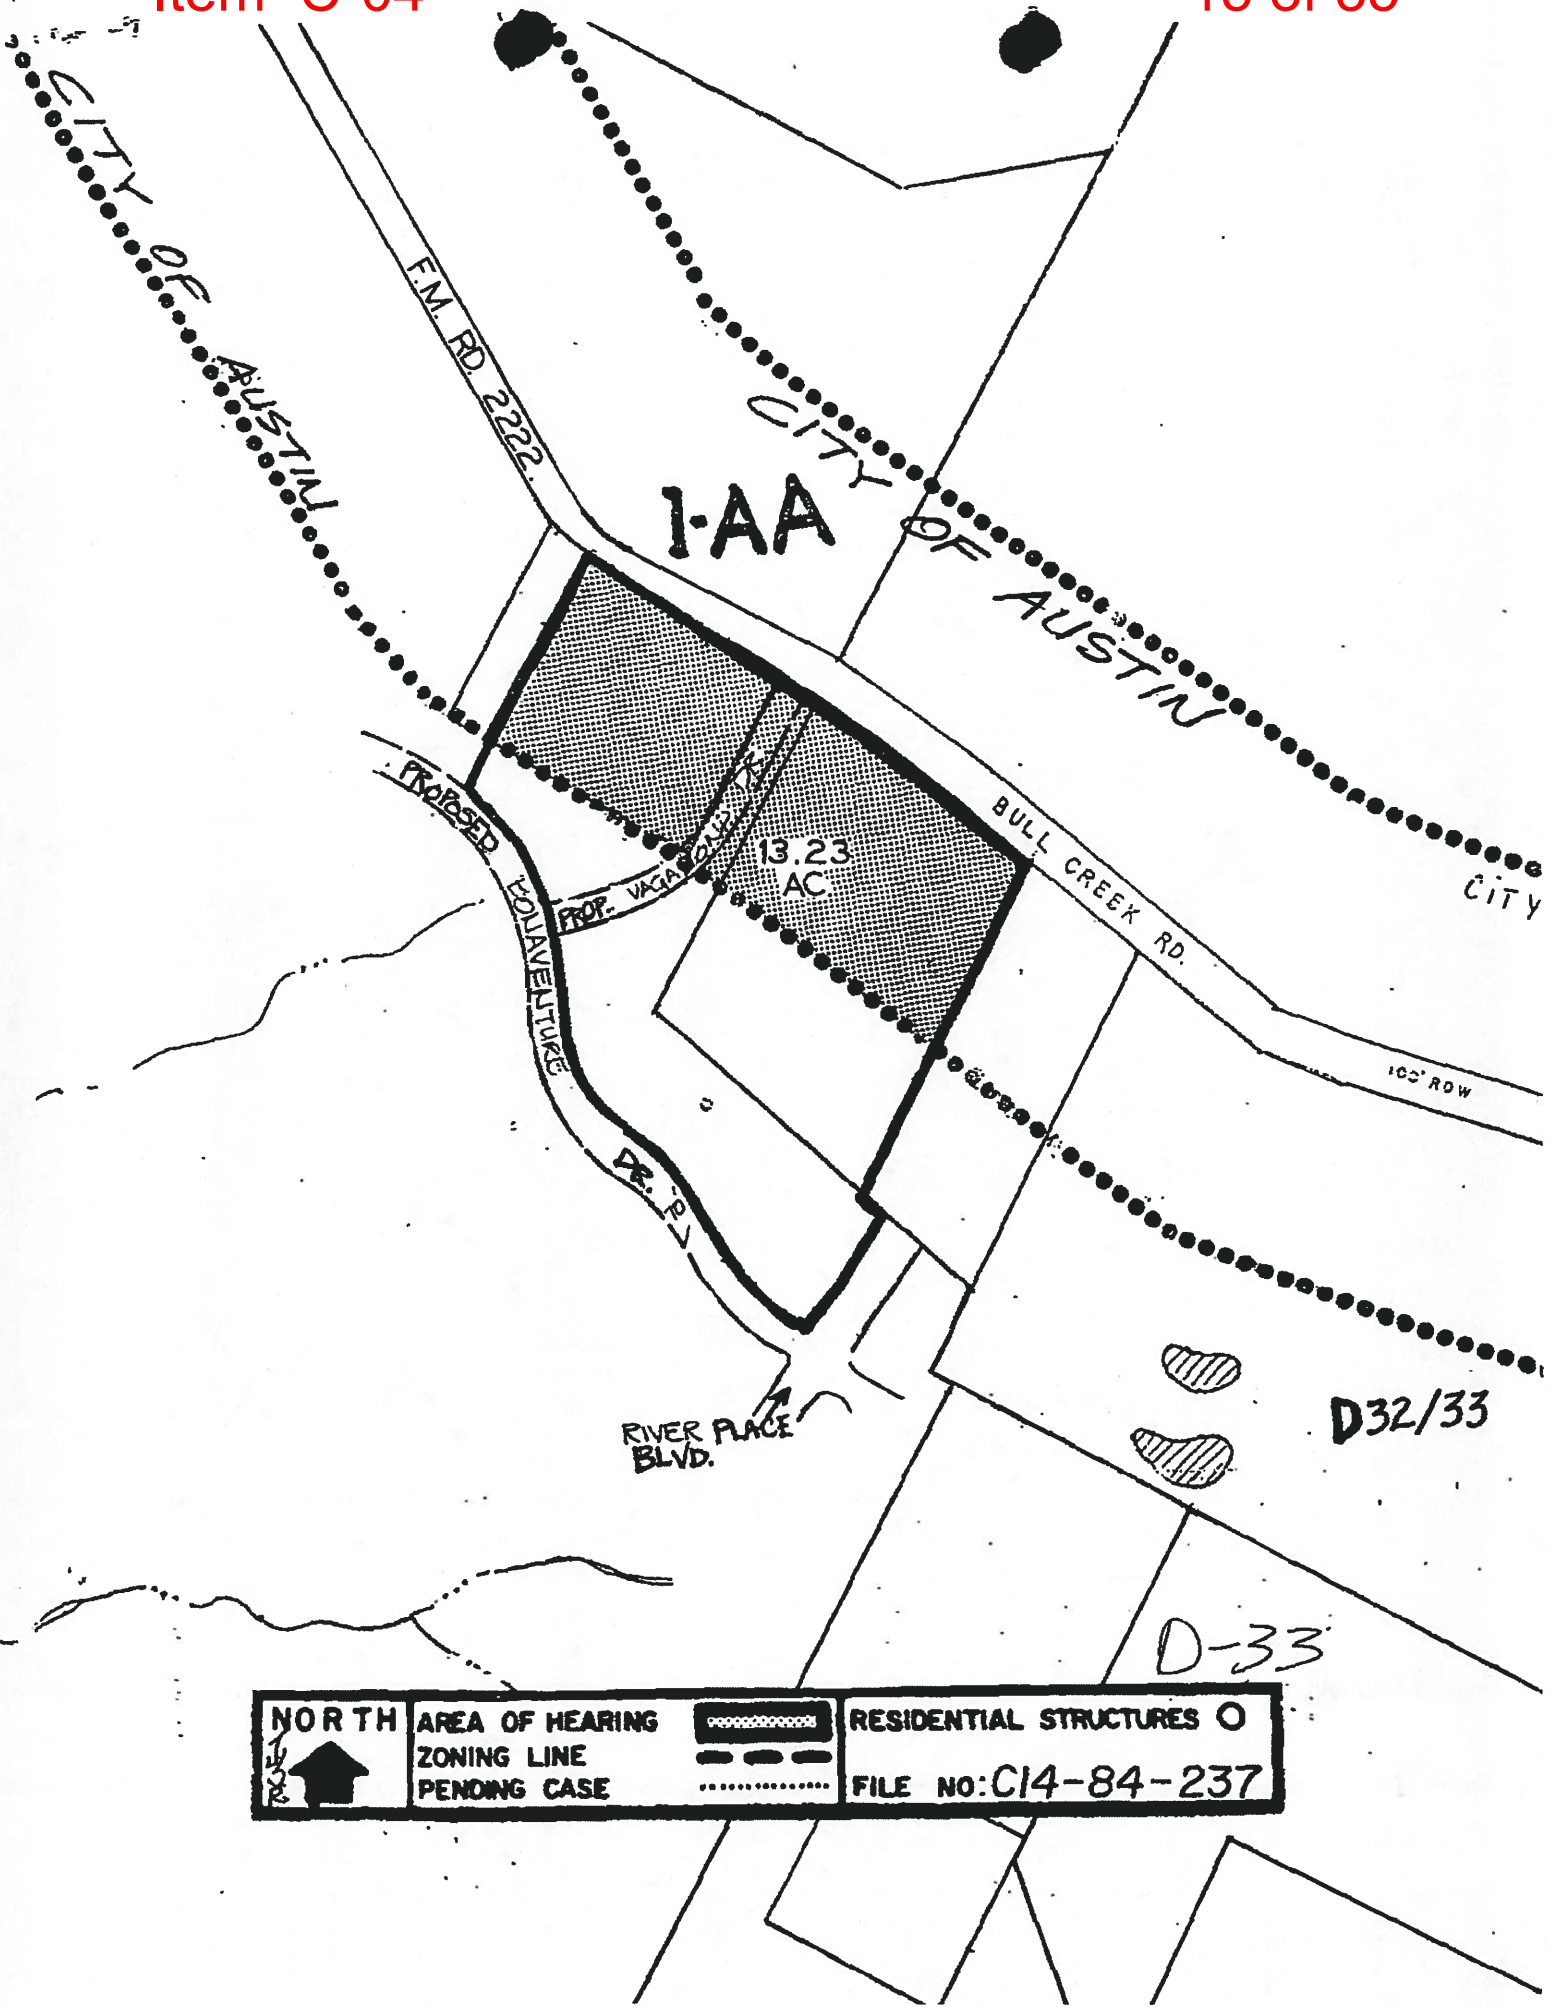 CITY OF AUSTIN
F.M. RD. 2222.
CITY OF AUSTIN
1-AA
13.23
AC.
PROPOSED BONAVENTURE DR.
PROP. VACA
BULL CREEK RD.
CITY
100' ROW
RIVER PLACE
BLVD.
D32/33
D-33
NORTH
AREA OF HEARING
ZONING LINE
PENDING CASE
RESIDENTIAL STRUCTURES
FILE NO: C14-84-237